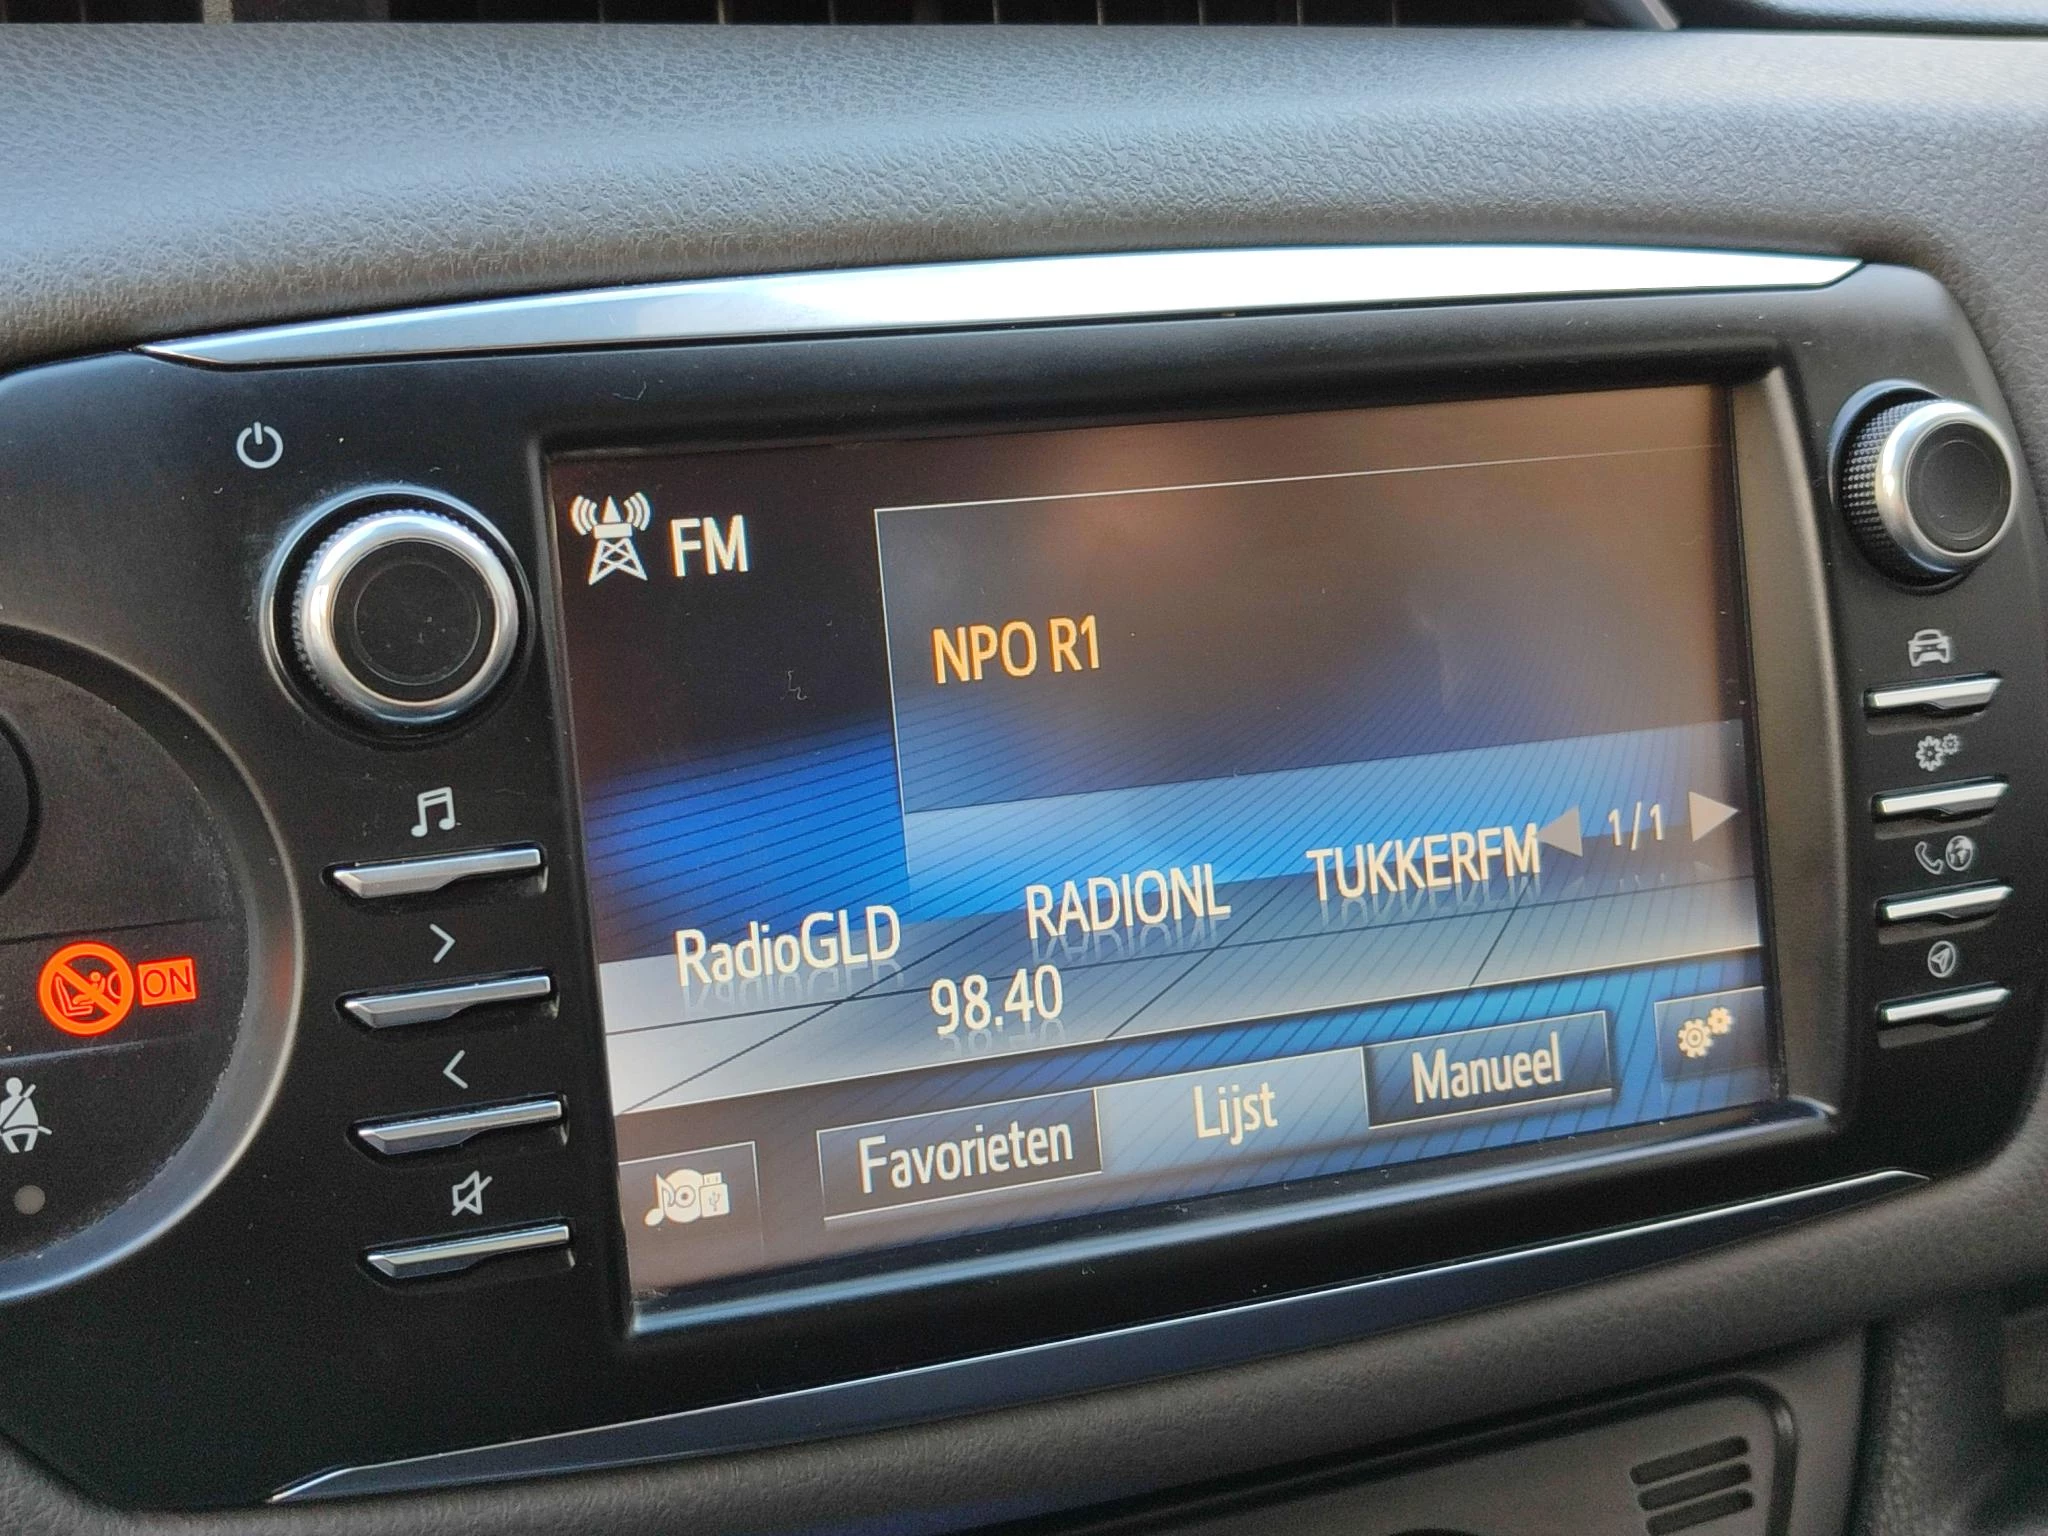 FM
NPO R1
1/1
RadioGLD RADIONL TUKKERFM
98.40
Favorieten Lijst Manueel
ON